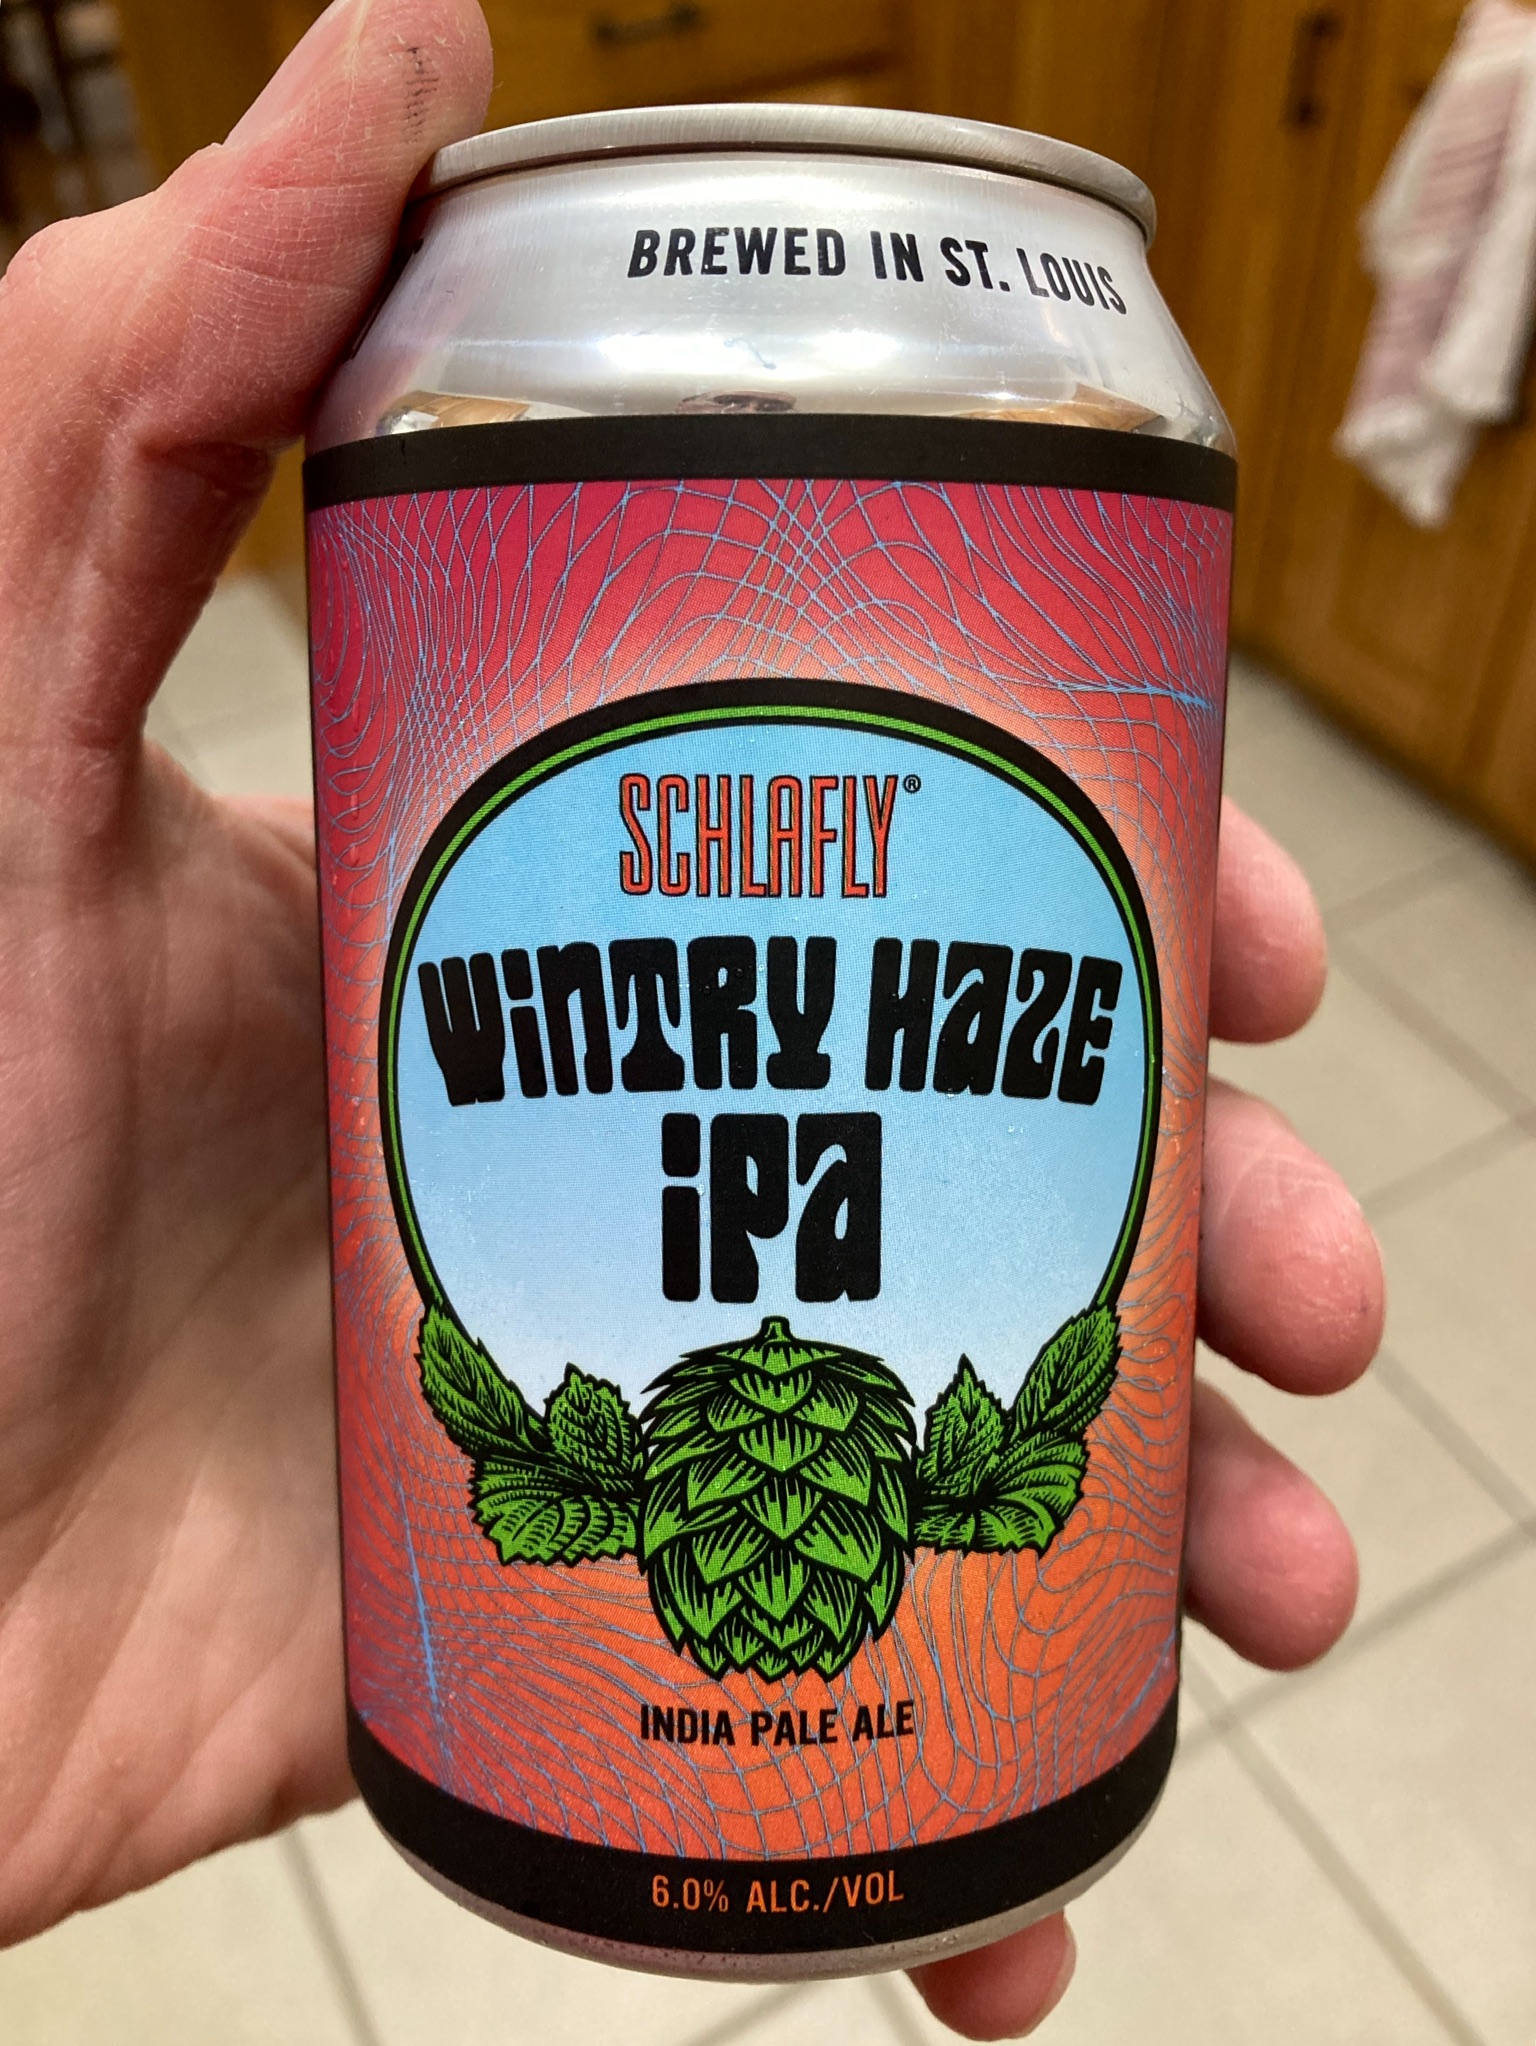 BREWED IN ST. LOUIS
SCHLAFLY®
WiNTRY HaZE
iPa
INDIA PALE ALE
6.0% ALC./VOL